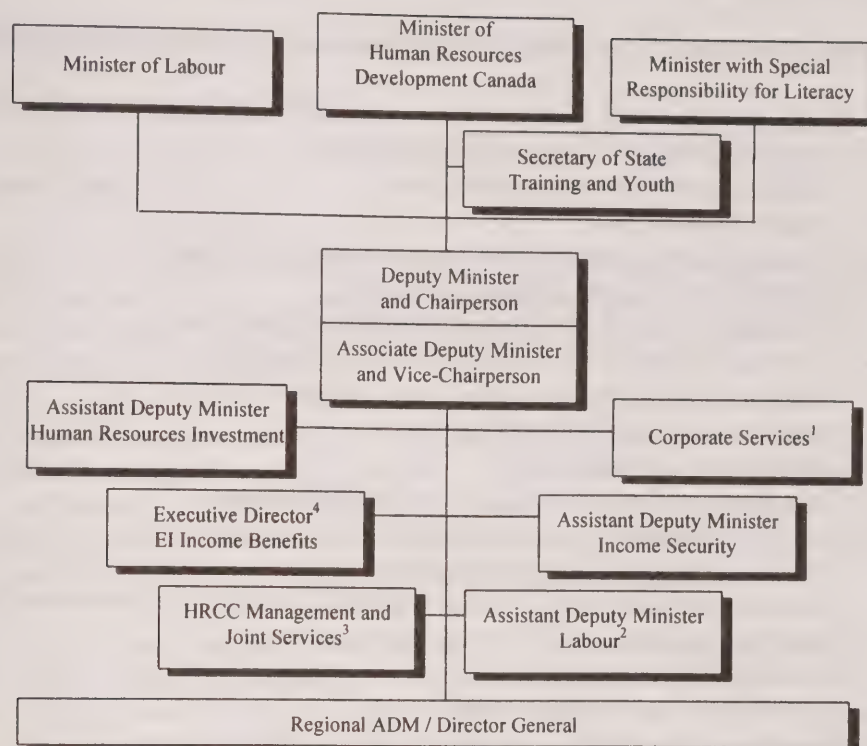 Minister of Labour
Minister of
Human Resources
Development Canada
Minister with Special
Responsibility for Literacy
Secretary of State
Training and Youth
Deputy Minister
and Chairperson
Associate Deputy Minister
and Vice-Chairperson
Assistant Deputy Minister
Human Resources Investment
Corporate Services¹
Executive Director⁴
EI Income Benefits
Assistant Deputy Minister
Income Security
HRCC Management and
Joint Services³
Assistant Deputy Minister
Labour²
Regional ADM / Director General